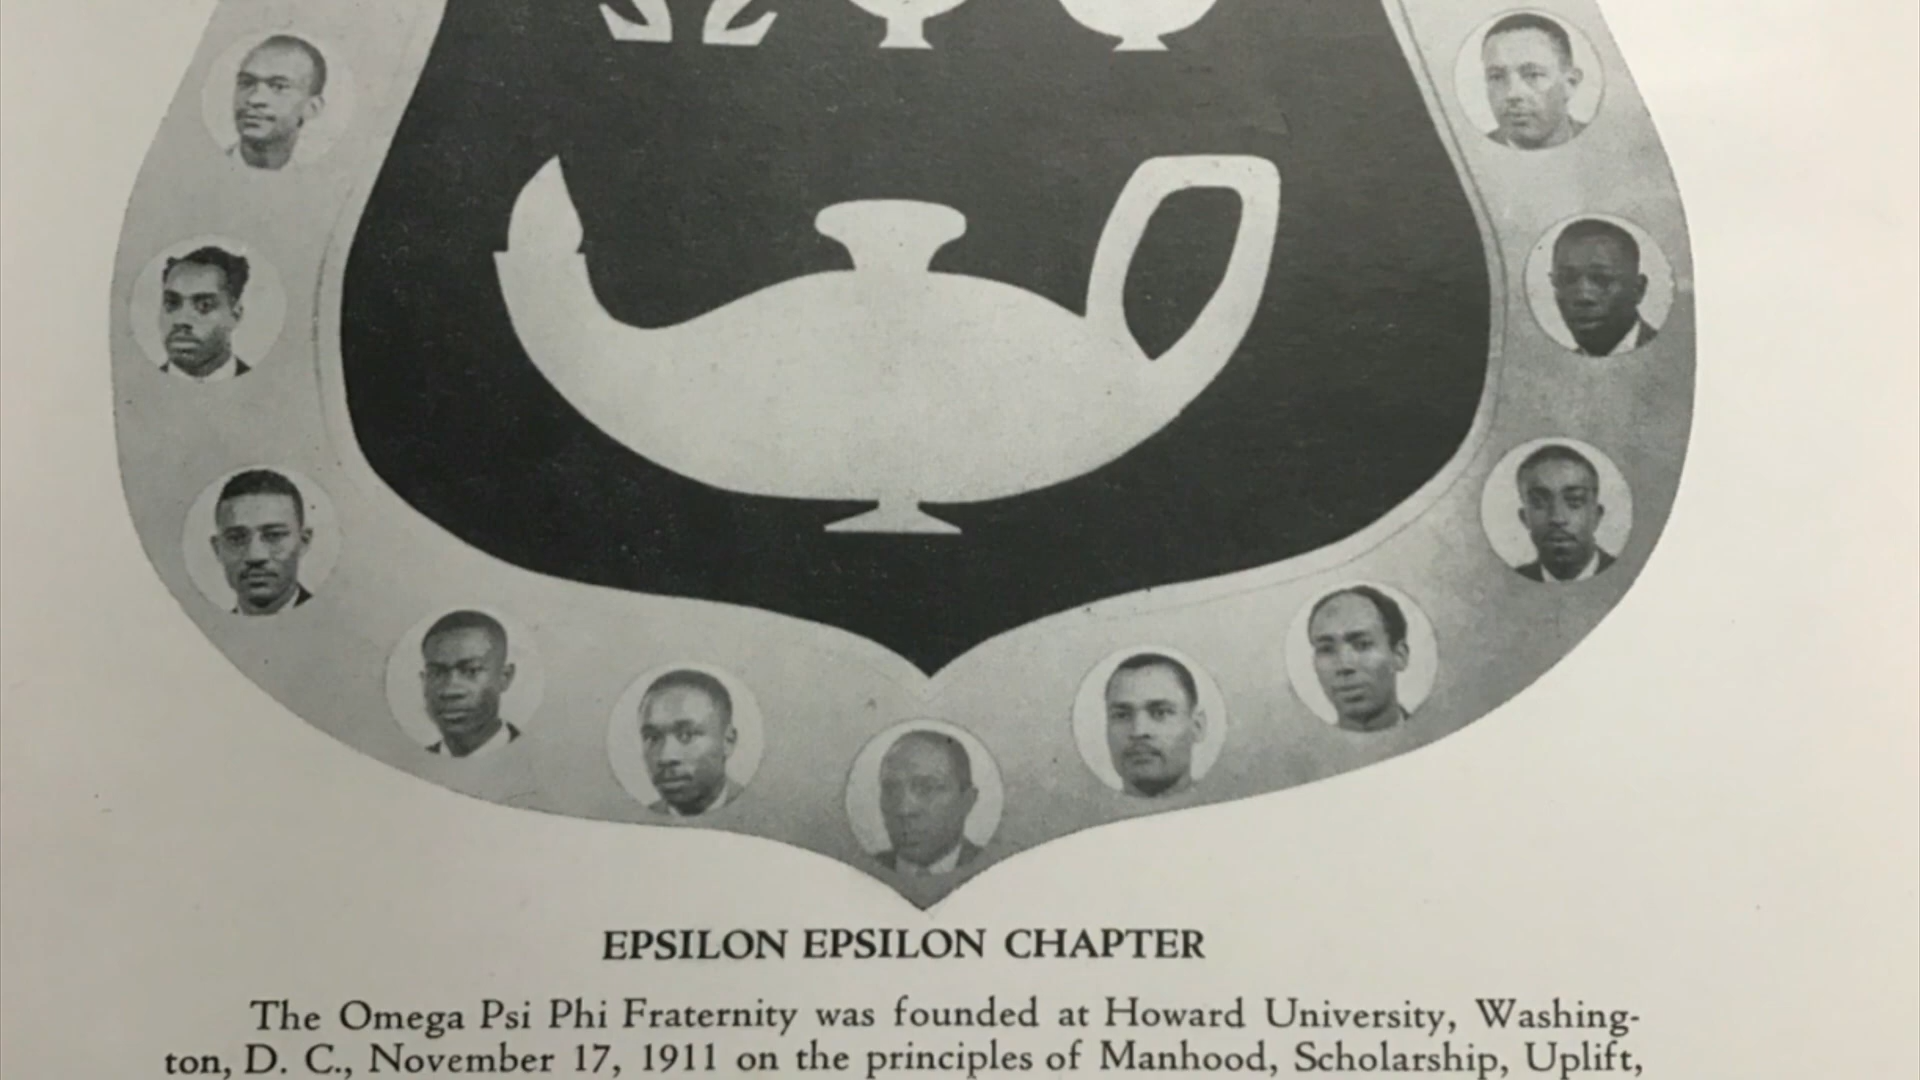 EPSILON EPSILON CHAPTER
The Omega Psi Phi Fraternity was founded at Howard University, Washing-
ton, D. C., November 17, 1911 on the principles of Manhood, Scholarship, Uplift,